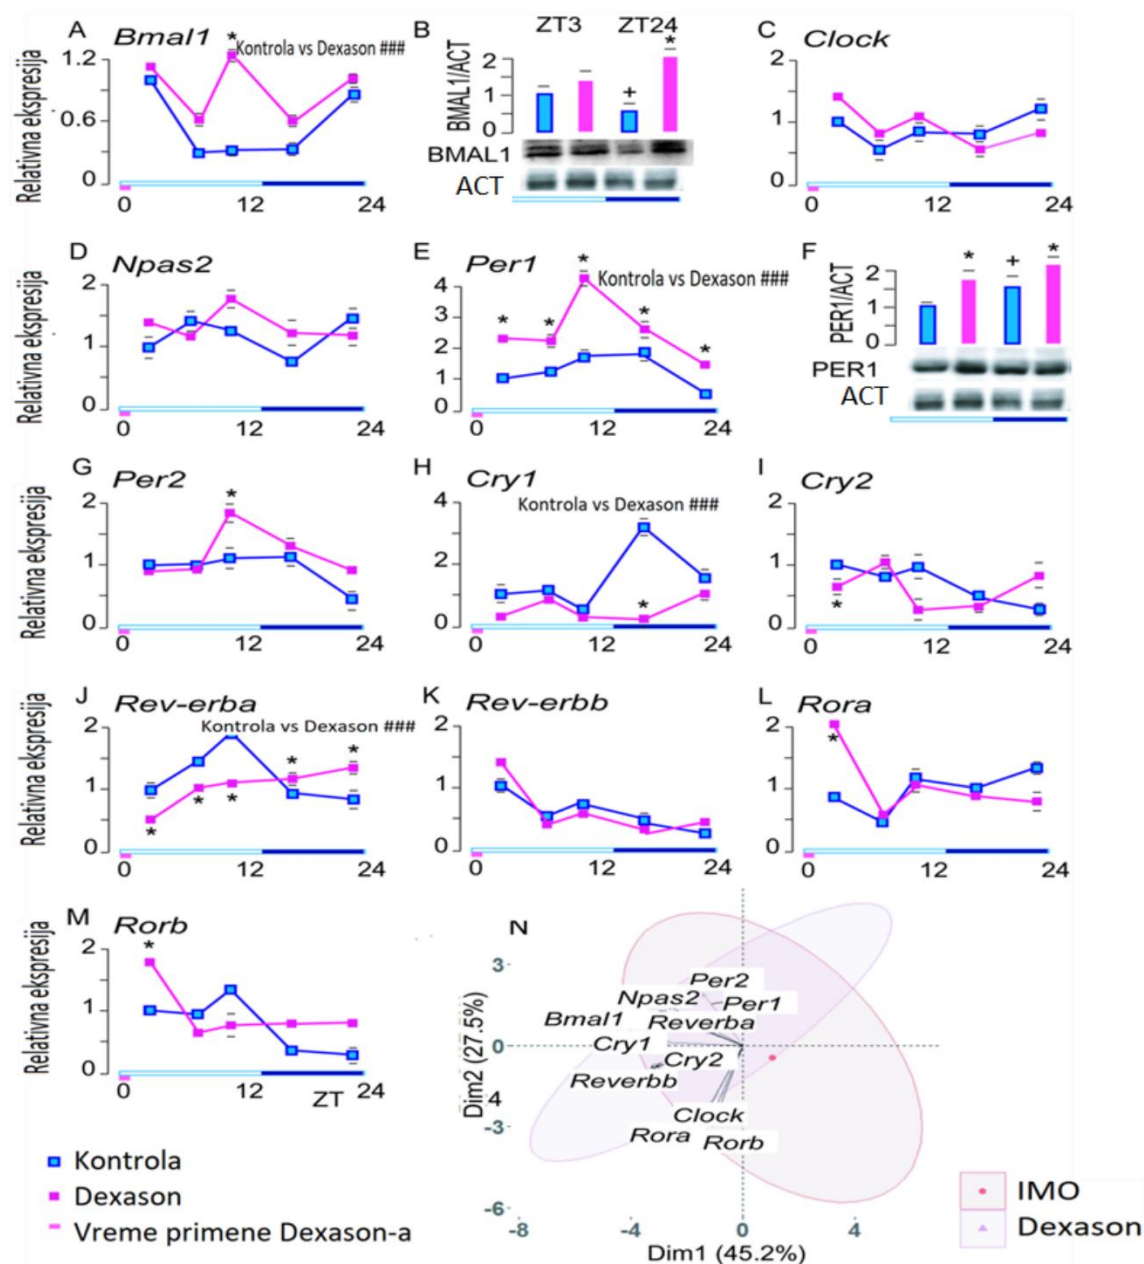 A Bmal1
Kontrola vs Dexason ###
*
Relativna ekspresija
1.2
0.6
0
0 12 24
B ZT3 ZT24
BMAL1/ACT
2
1
0
+ *
BMAL1
ACT
C Clock
2
1
0
0 12 24
D Npas2
Relativna ekspresija
2
1
0
0 12 24
E Per1
Kontrola vs Dexason ###
4
3
2
1
0
* * * * *
0 12 24
F
PER1/ACT
2
1
0
* + *
PER1
ACT
G Per2
Relativna ekspresija
2
1
0
*
0 12 24
H Cry1
Kontrola vs Dexason ###
4
2
0
*
0 12 24
I Cry2
2
1
0
*
0 12 24
J Rev-erba
Kontrola vs Dexason ###
Relativna ekspresija
2
1
0
* * * * *
0 12 24
K Rev-erbb
2
1
0
0 12 24
L Rora
2
1
0
*
0 12 24
M Rorb
Relativna ekspresija
2
1
0
*
0 12 24
ZT
N
Dim2 (27.5%)
4
3
0
-3
-6
-8 -4 0 4
Dim1 (45.2%)
Per2
Npas2 Per1
Bmal1 Reverba
Cry1 Cry2
Reverbb
Clock
Rora Rorb
Kontrola
Dexason
Vreme primene Dexason-a
IMO
Dexason